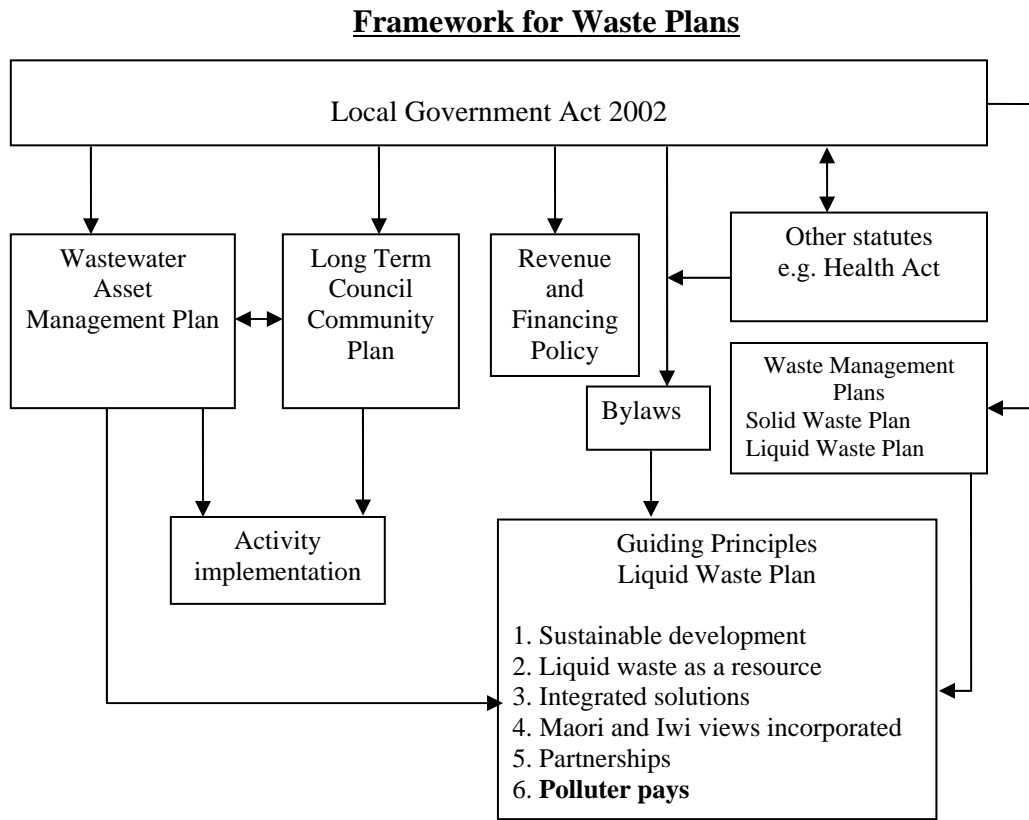 Framework for Waste Plans
Local Government Act 2002
Wastewater
Asset
Management Plan
Long Term
Council
Community
Plan
Revenue
and
Financing
Policy
Other statutes
e.g. Health Act
Waste Management
Plans
Solid Waste Plan
Liquid Waste Plan
Bylaws
Activity
implementation
Guiding Principles
Liquid Waste Plan
1. Sustainable development
2. Liquid waste as a resource
3. Integrated solutions
4. Maori and Iwi views incorporated
5. Partnerships
6. Polluter pays